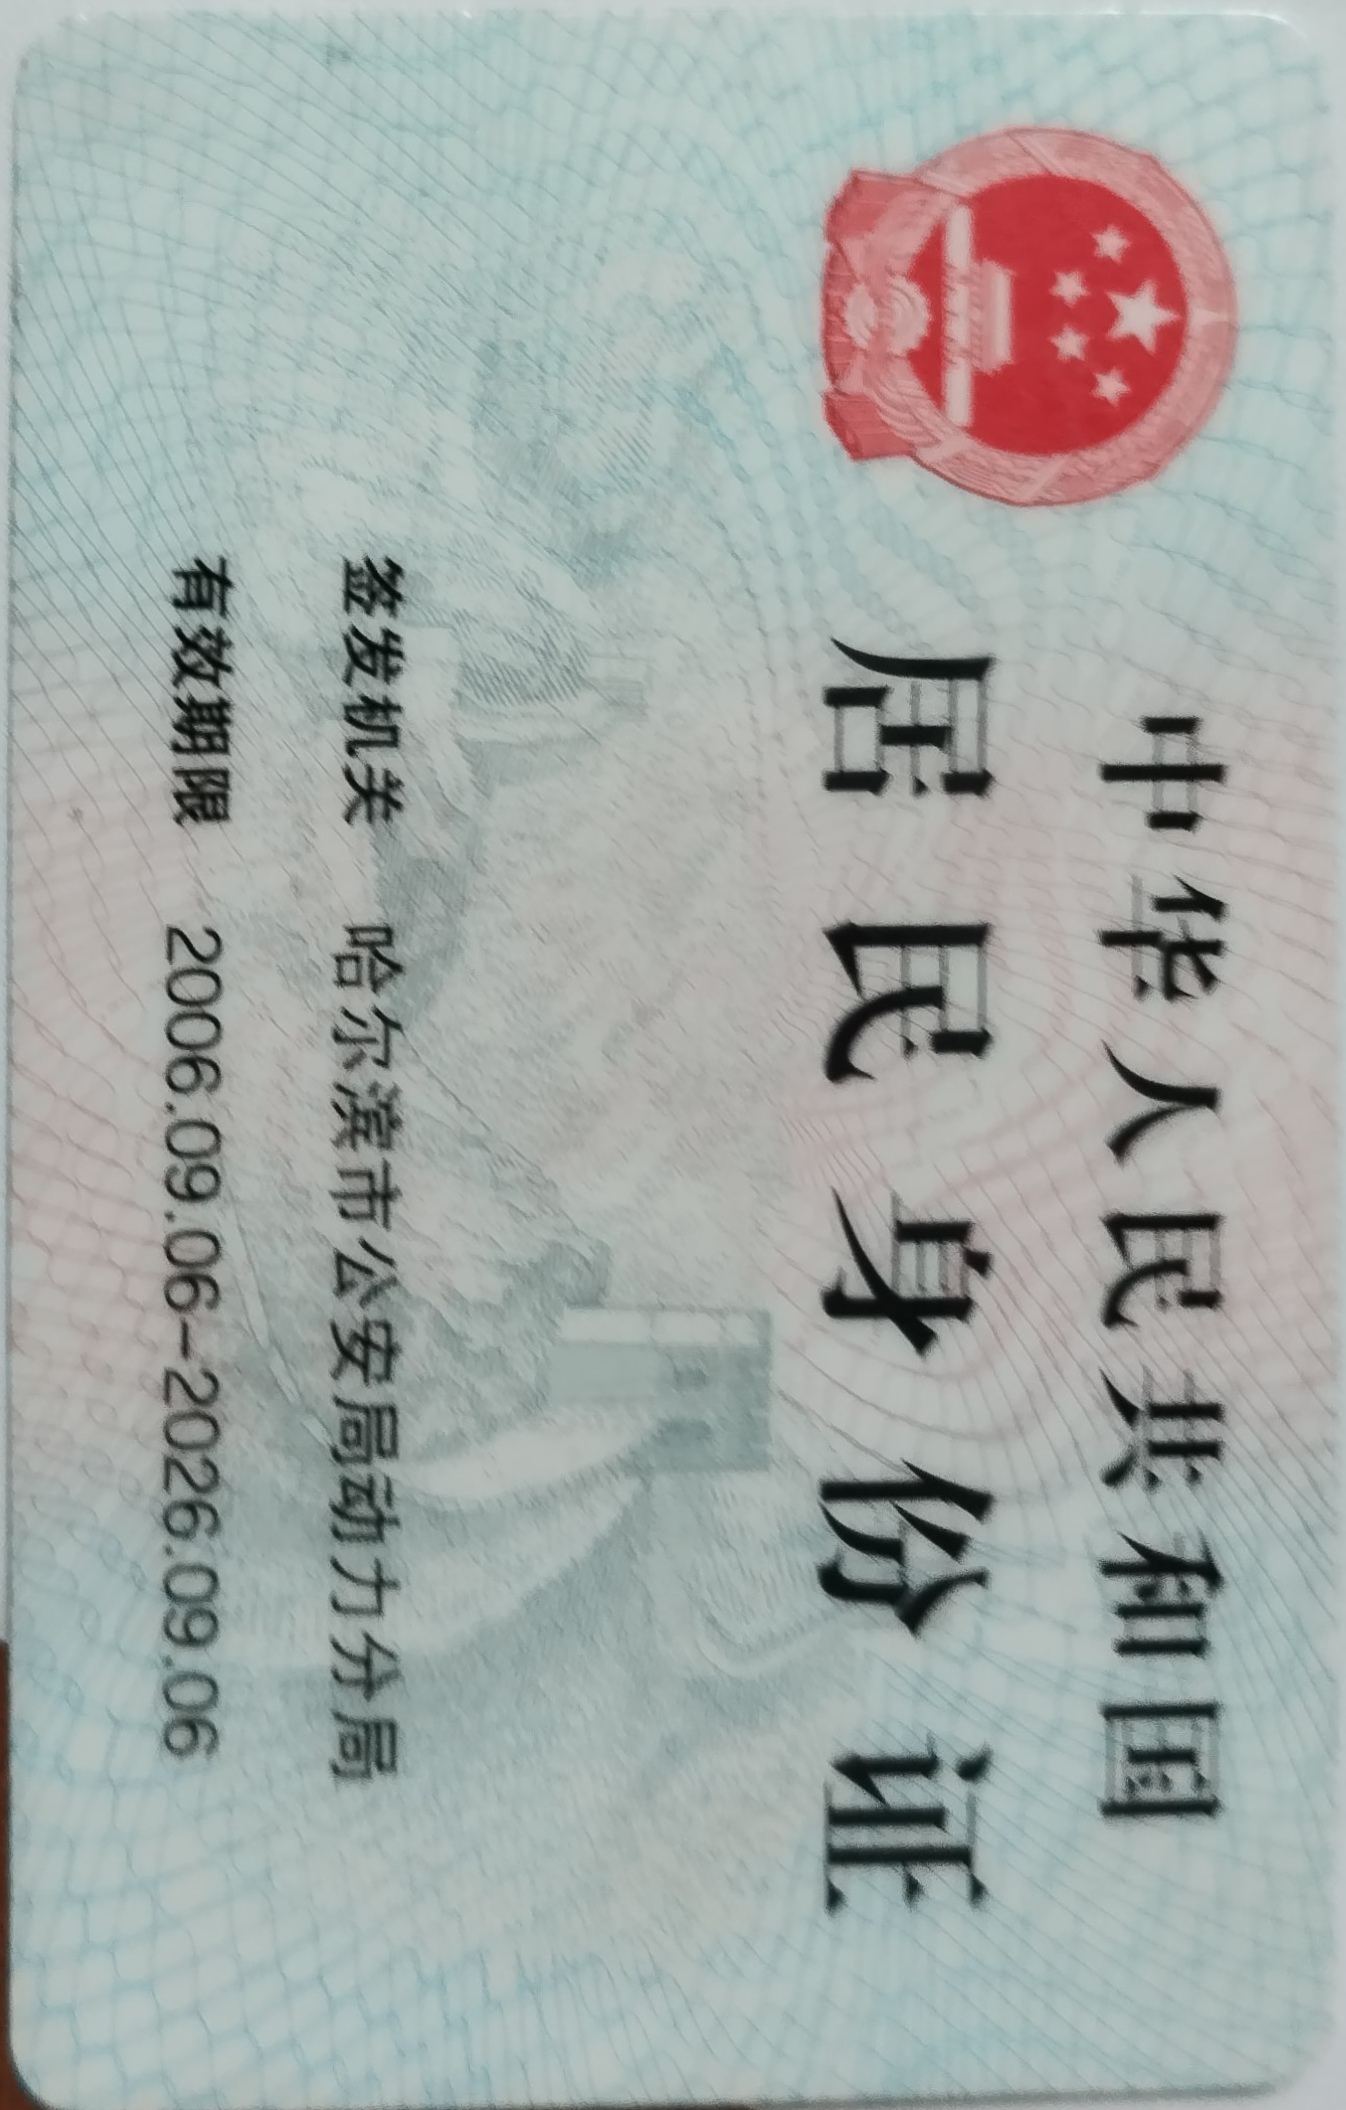 中华人民共和国
居民身份证
签发机关 哈尔滨市公安局动力分局
有效期限 2006.09.06-2026.09.06